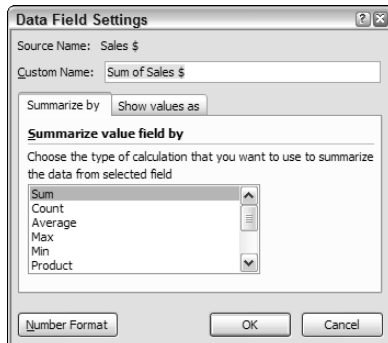 Data Field Settings
Source Name: Sales $
Custom Name: Sum of Sales $
Summarize by Show values as
Summarize value field by
Choose the type of calculation that you want to use to summarize
the data from selected field
Sum
Count
Average
Max
Min
Product
Number Format OK Cancel